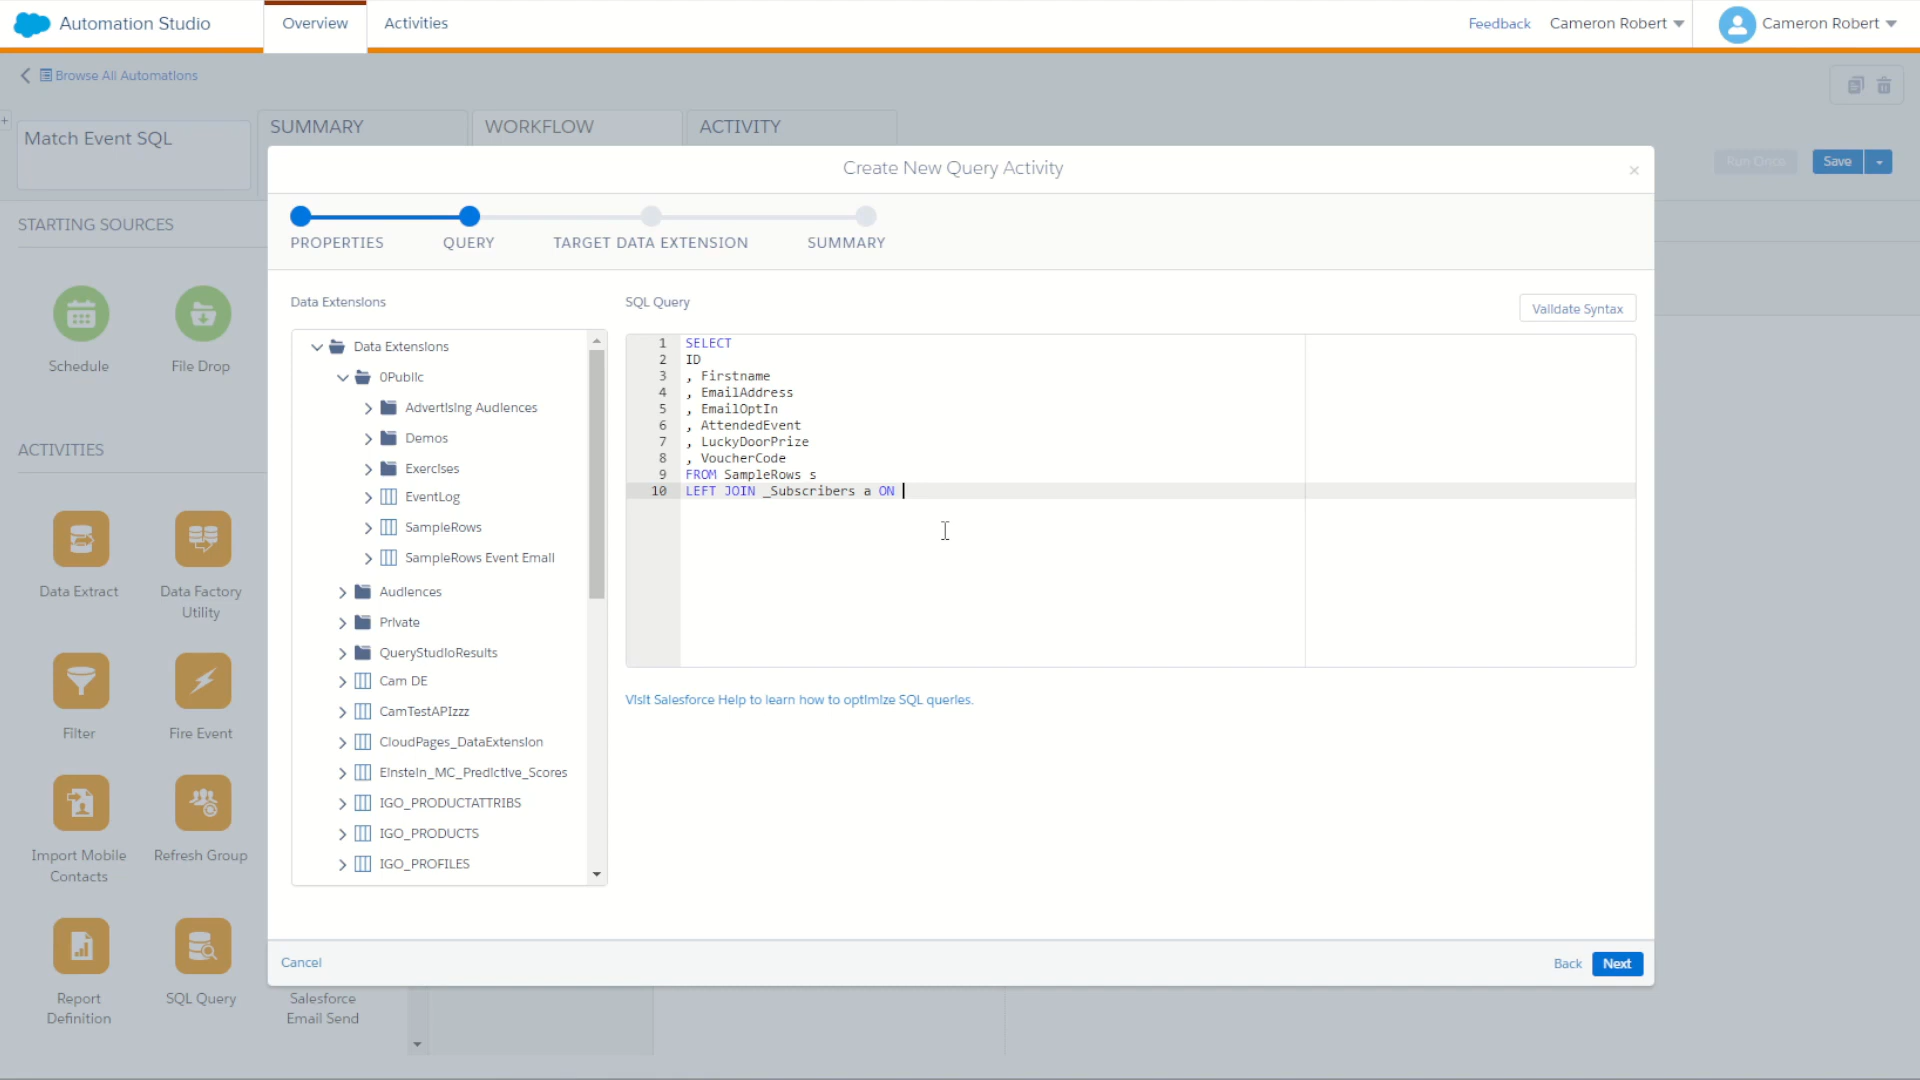 Automation Studio
Overview
Activities
Feedback
Cameron Robert
Cameron Robert
Browse All Automations
+
Match Event SQL
SUMMARY
WORKFLOW
ACTIVITY
Run Once
Save
Create New Query Activity
×
PROPERTIES
QUERY
TARGET DATA EXTENSION
SUMMARY
STARTING SOURCES
Schedule
File Drop
ACTIVITIES
Data Extract
Data Factory
Utility
Filter
Fire Event
Import Mobile
Contacts
Refresh Group
Report
Definition
SQL Query
Salesforce
Email Send
Data Extensions
Data Extensions
0Public
Advertising Audiences
Demos
Exercises
EventLog
SampleRows
SampleRows Event Email
Audiences
Private
QueryStudioResults
Cam DE
CamTestAPIzzz
CloudPages_DataExtension
Einstein_MC_Predictive_Scores
IGO_PRODUCTATTRIBS
IGO_PRODUCTS
IGO_PROFILES
SQL Query
Validate Syntax
1 SELECT
2 ID
3 , Firstname
4 , EmailAddress
5 , EmailOptIn
6 , AttendedEvent
7 , LuckyDoorPrize
8 , VoucherCode
9 FROM SampleRows s
10 LEFT JOIN _Subscribers a ON
Visit Salesforce Help to learn how to optimize SQL queries.
Cancel
Back
Next